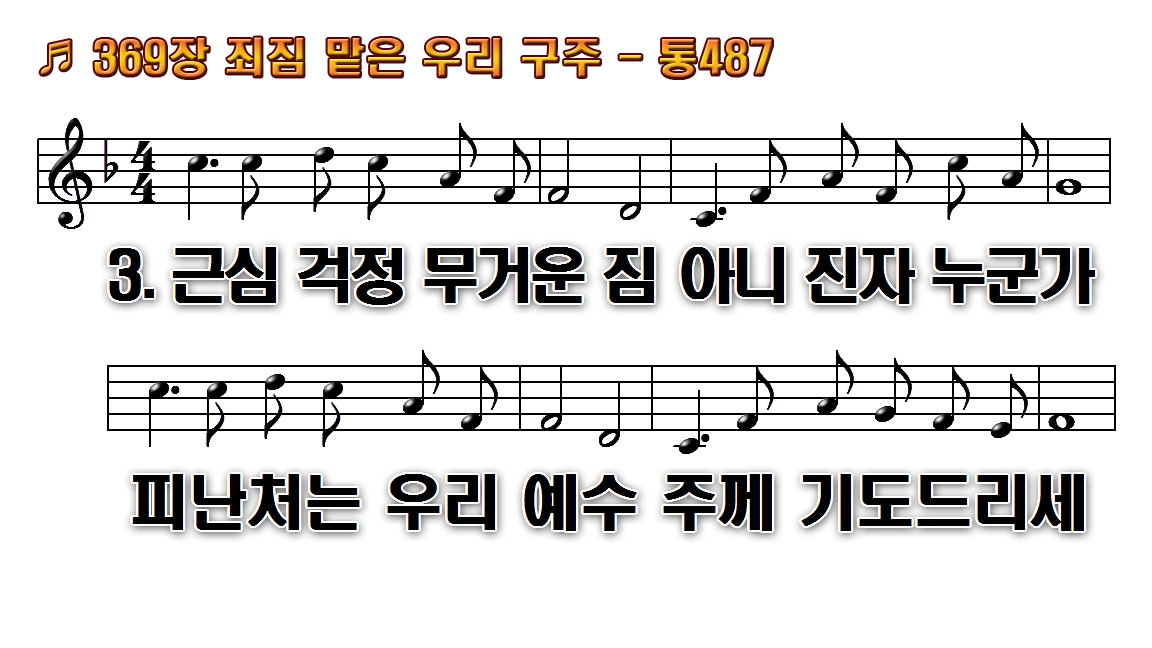 ♬ 369장 죄짐 맡은 우리 구주 - 통487
3. 근심 걱정 무거운 짐 아니 진자 누군가
피난처는 우리 예수 주께 기도드리세